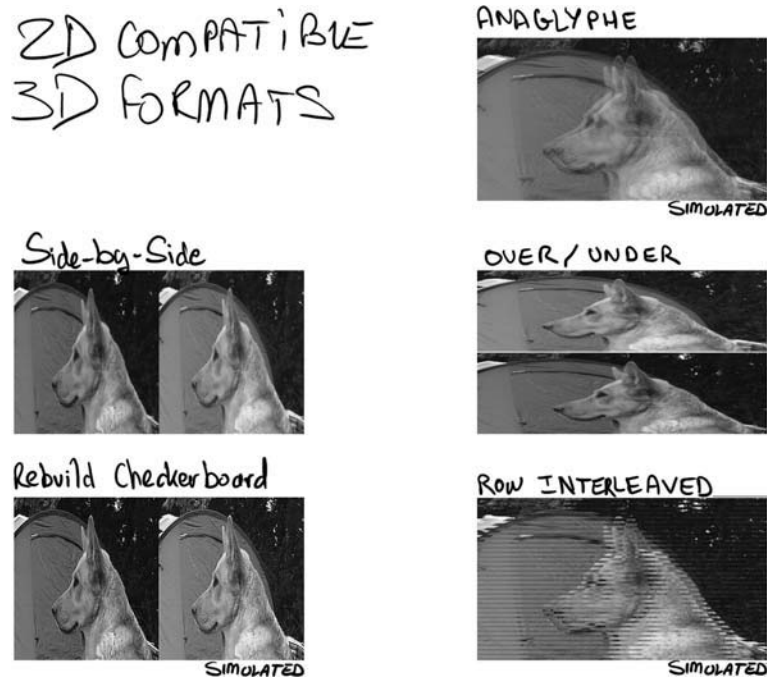 2D COMPATiBLE
3D FORMATS
ANAGLYPHE
SIMULATED
Side-by-Side
OVER/UNDER
Rebuild Checkerboard
SIMULATED
ROW INTERLEAVED
SIMULATED